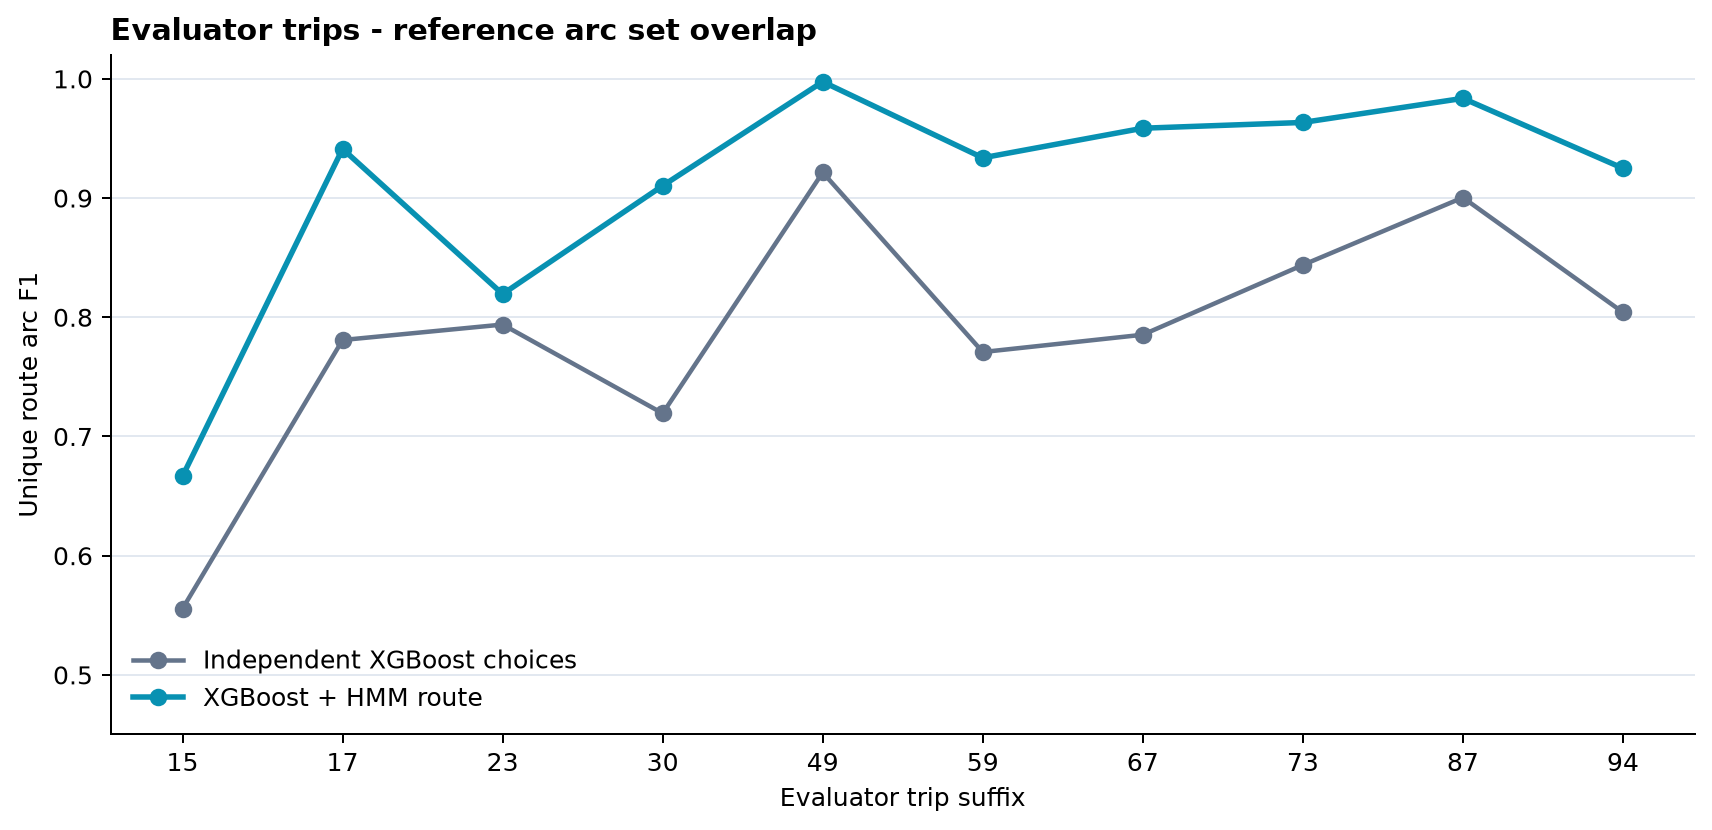 Evaluator trips - reference arc set overlap
Unique route arc F1
1.0
0.9
0.8
0.7
0.6
0.5
Independent XGBoost choices
XGBoost + HMM route
15 17 23 30 49 59 67 73 87 94
Evaluator trip suffix